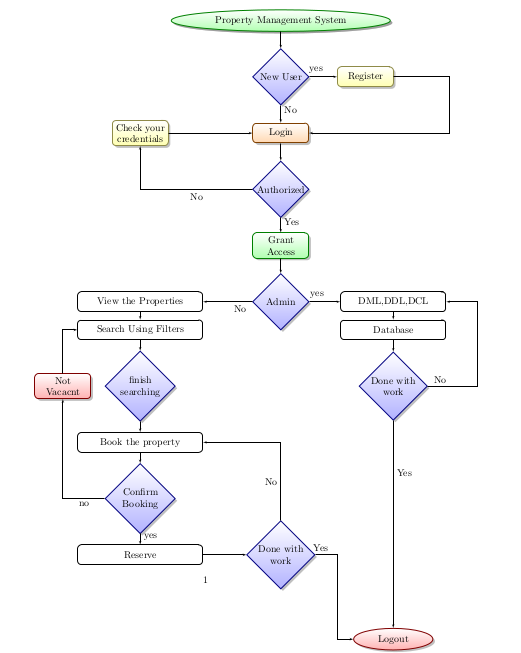 Property Management System
New User
yes
Register
No
Check your
credentials
Login
Authorized
No
Yes
Grant
Access
View the Properties
No
Admin
yes
DML,DDL,DCL
Search Using Filters
Database
Not
Vacacnt
finish
searching
Done with
work
No
Book the property
Yes
No
Confirm
Booking
no
yes
Reserve
Done with
work
Yes
1
Logout